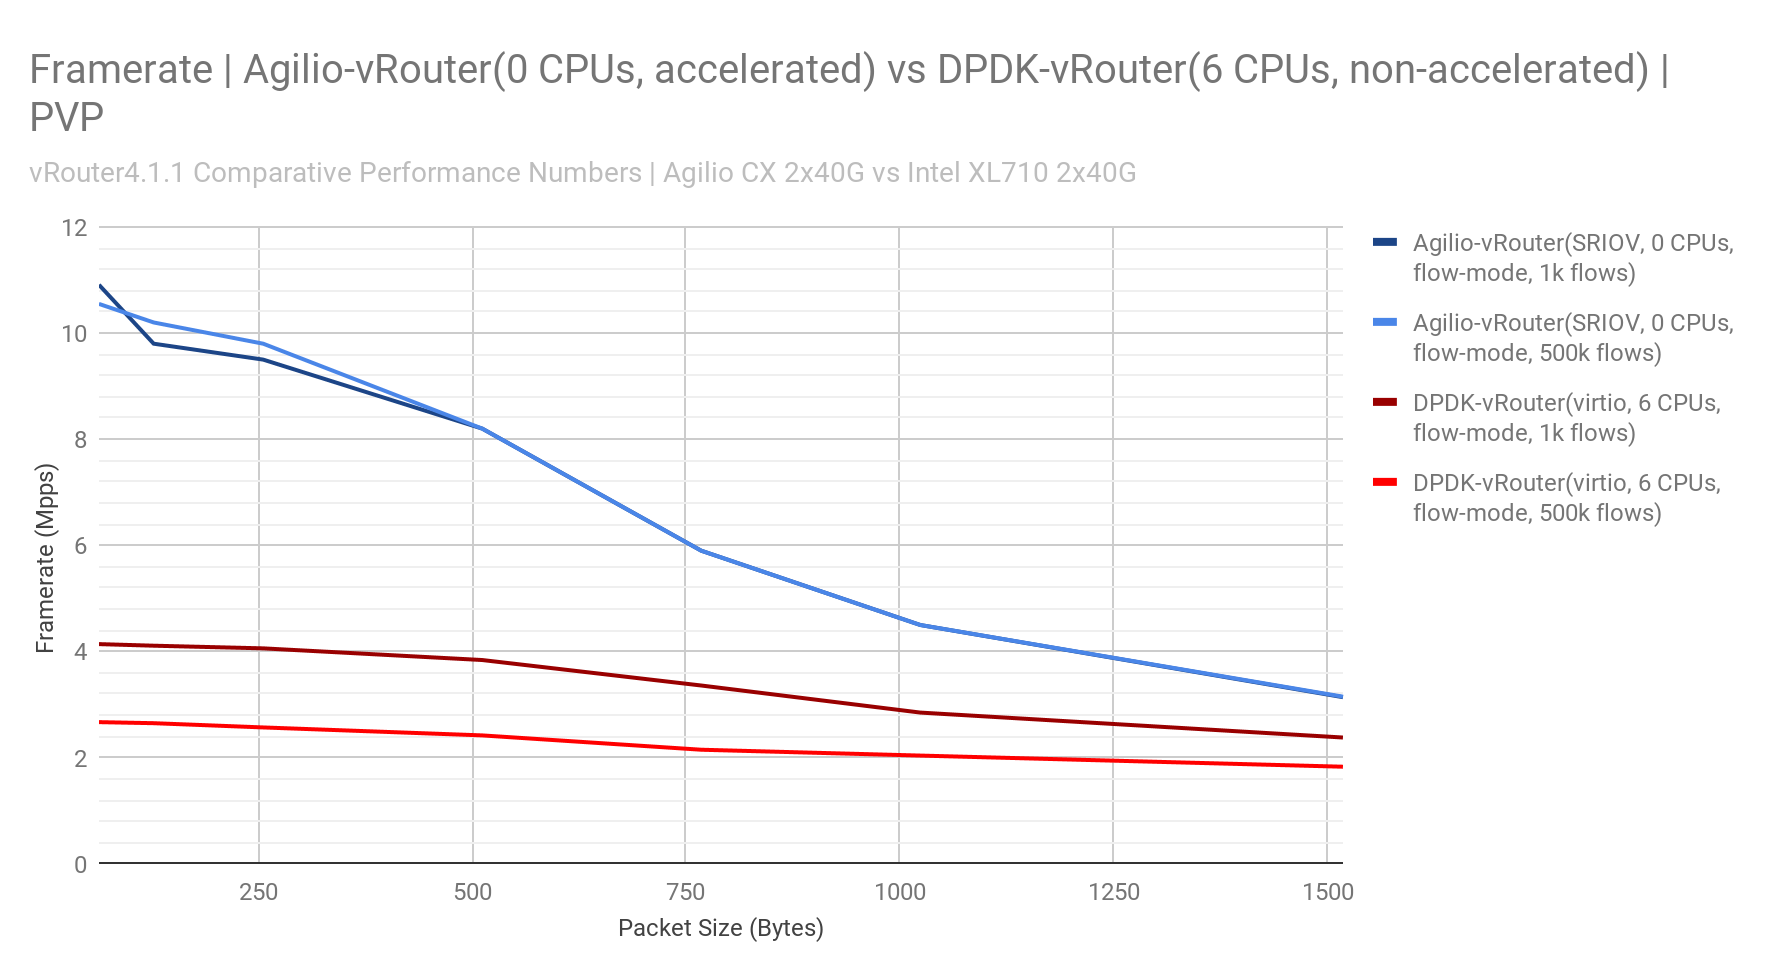 Framerate | Agilio-vRouter(0 CPUs, accelerated) vs DPDK-vRouter(6 CPUs, non-accelerated) |
PVP
vRouter4.1.1 Comparative Performance Numbers | Agilio CX 2x40G vs Intel XL710 2x40G
12
10
8
6
4
2
0
Framerate (Mpps)
250
500
750
1000
1250
1500
Packet Size (Bytes)
Agilio-vRouter(SRIOV, 0 CPUs,
flow-mode, 1k flows)
Agilio-vRouter(SRIOV, 0 CPUs,
flow-mode, 500k flows)
DPDK-vRouter(virtio, 6 CPUs,
flow-mode, 1k flows)
DPDK-vRouter(virtio, 6 CPUs,
flow-mode, 500k flows)